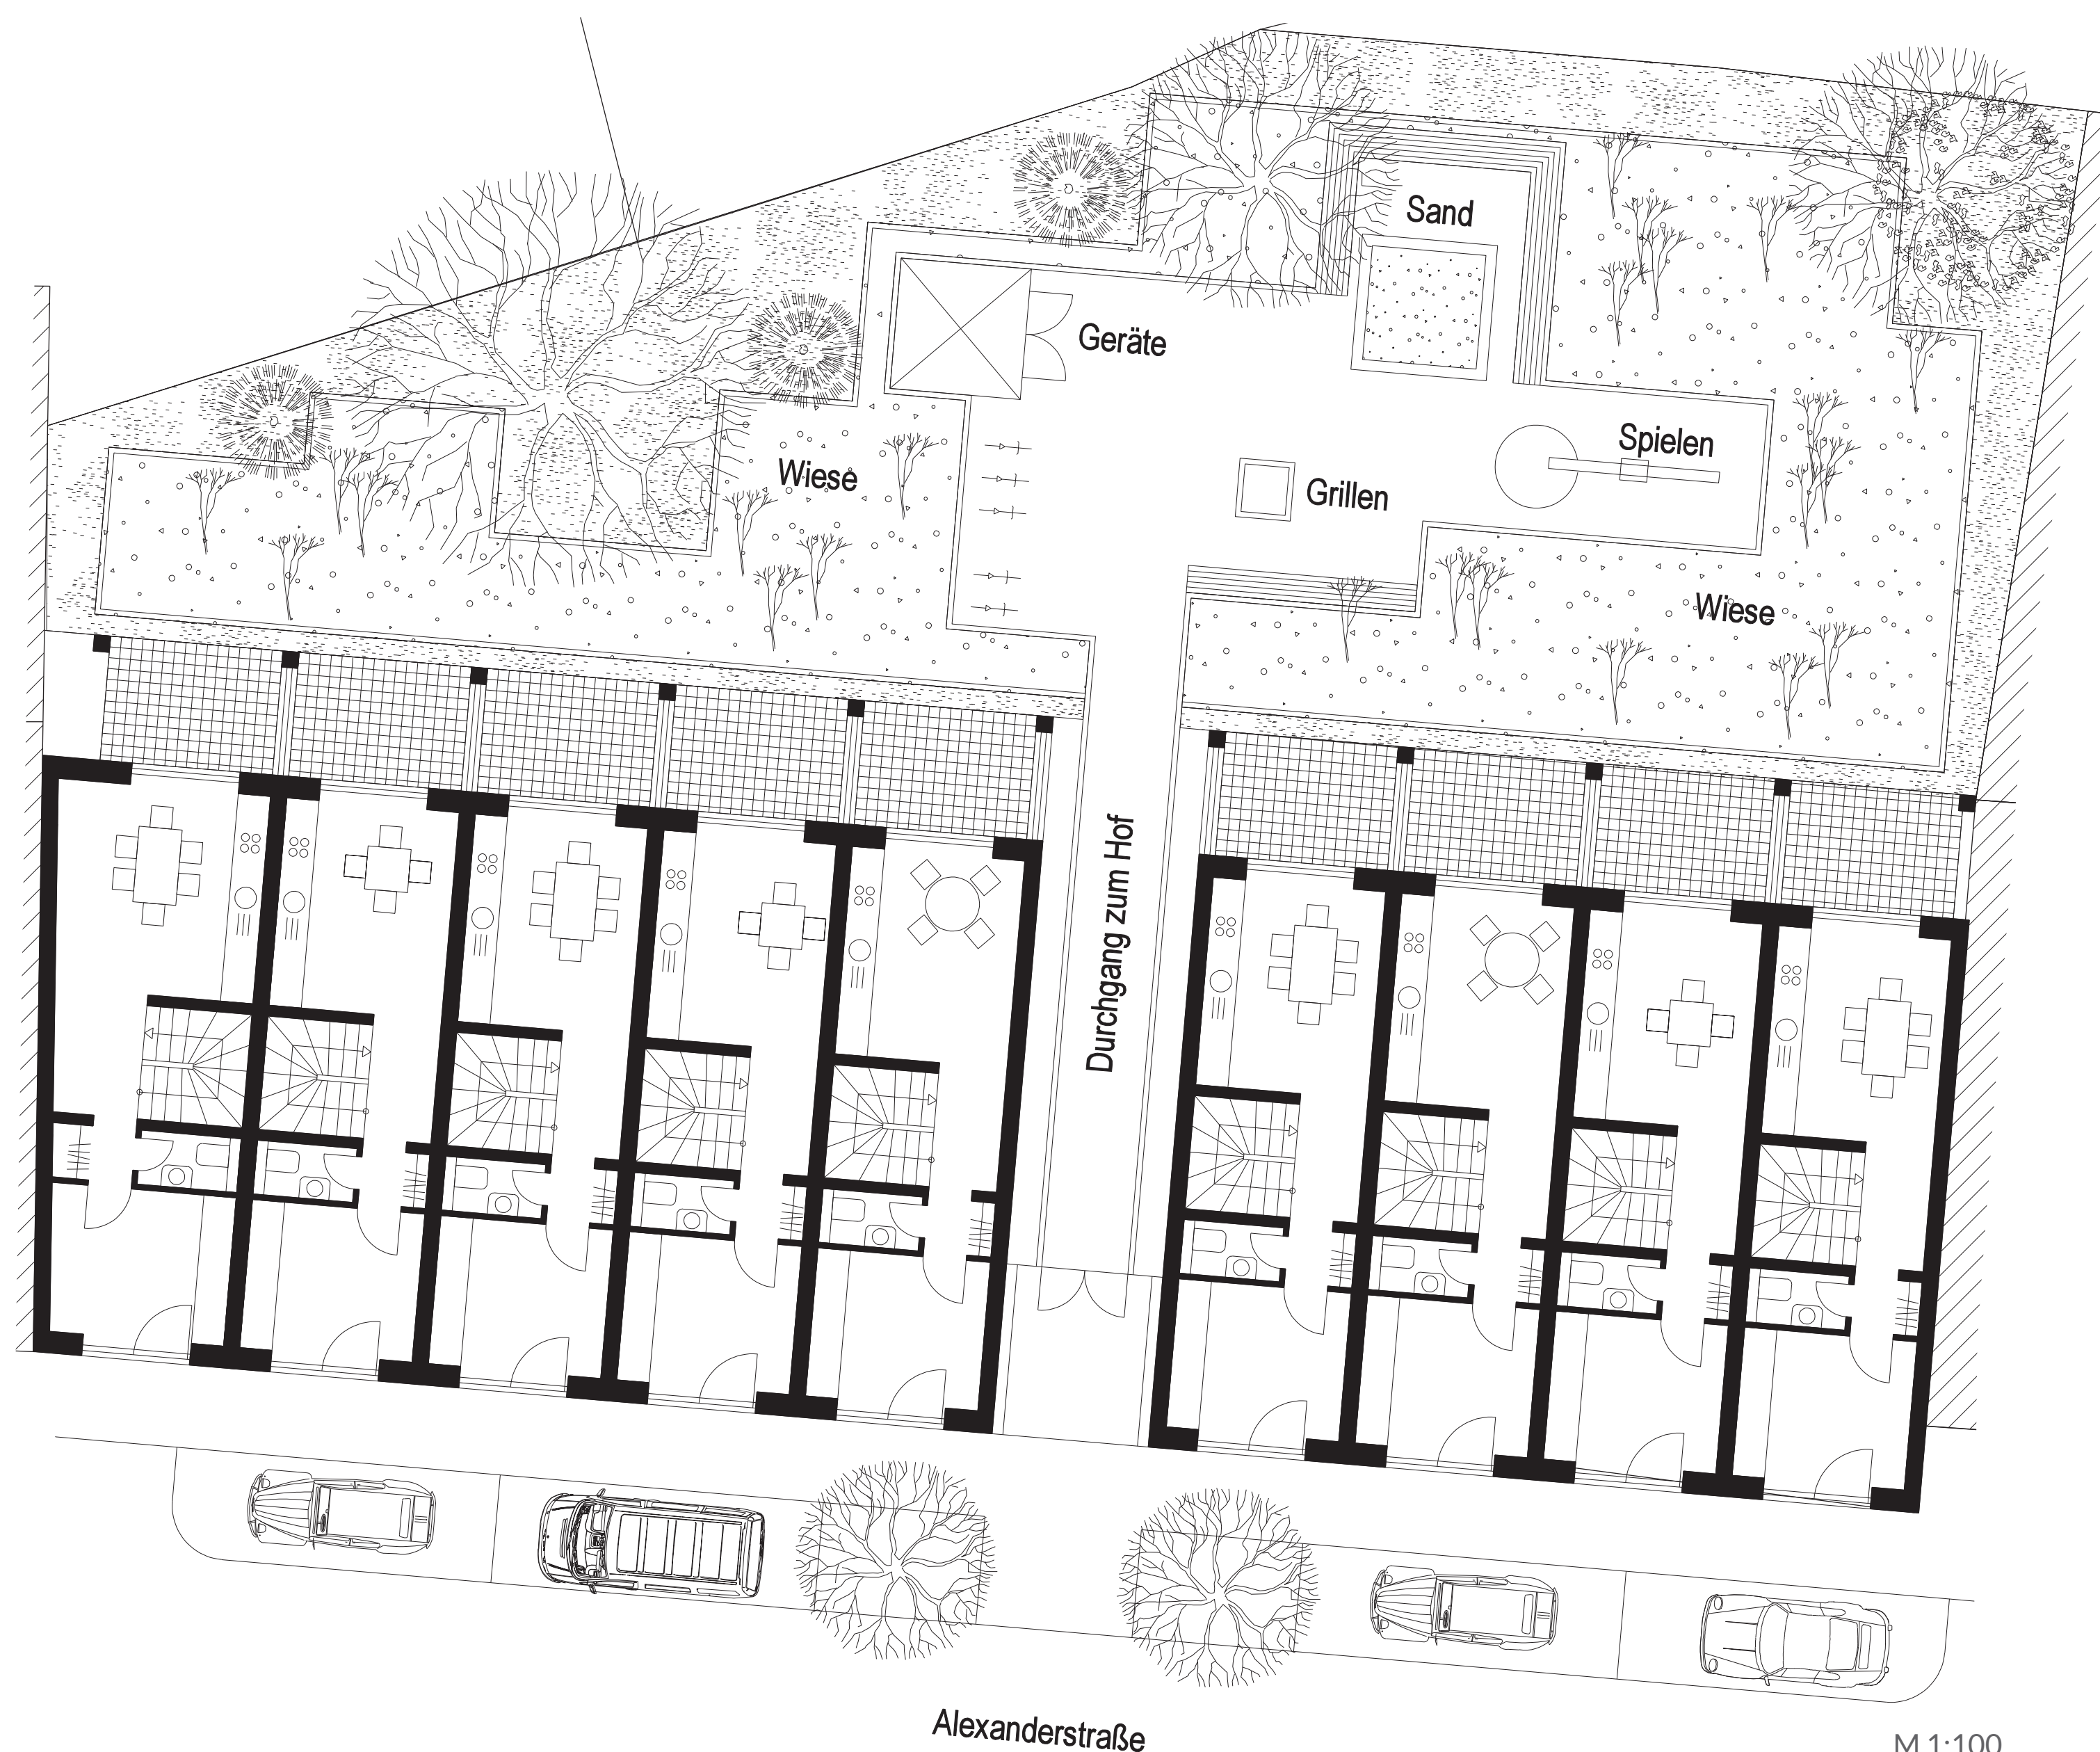 Sand
Geräte
Spielen
Wiese
Grillen
Wiese
Durchgang zum Hof
Alexanderstraße
M 1:100